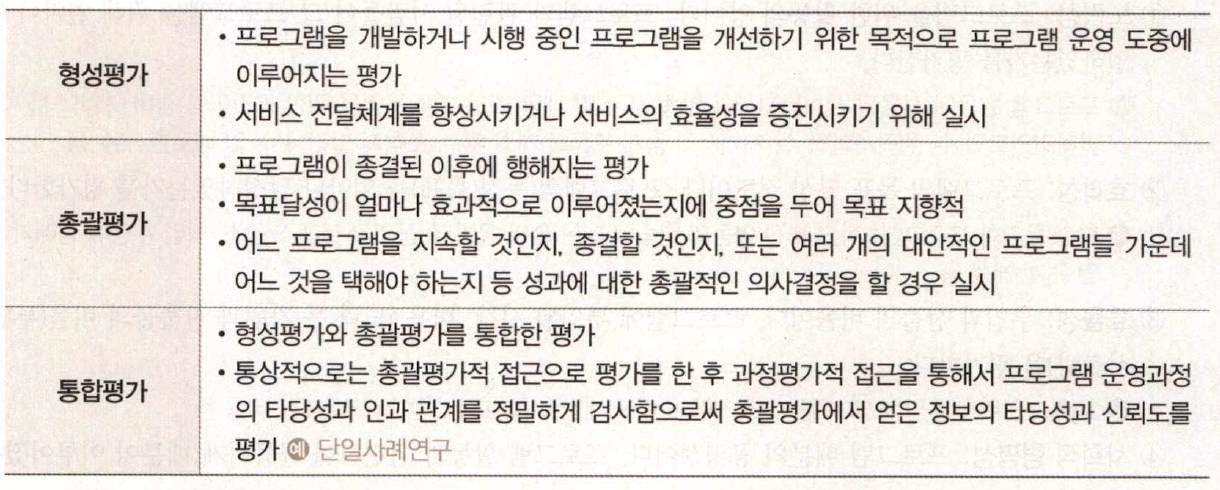 형성평가
• 프로그램을 개발하거나 시행 중인 프로그램을 개선하기 위한 목적으로 프로그램 운영 도중에
이루어지는 평가
• 서비스 전달체계를 향상시키거나 서비스의 효율성을 증진시키기 위해 실시
총괄평가
• 프로그램이 종결된 이후에 행해지는 평가
• 목표달성이 얼마나 효과적으로 이루어졌는지에 중점을 두어 목표 지향적
• 어느 프로그램을 지속할 것인지, 종결할 것인지, 또는 여러 개의 대안적인 프로그램들 가운데
어느 것을 택해야 하는지 등 성과에 대한 총괄적인 의사결정을 할 경우 실시
통합평가
• 형성평가와 총괄평가를 통합한 평가
• 통상적으로는 총괄평가적 접근으로 평가를 한 후 과정평가적 접근을 통해서 프로그램 운영과정
의 타당성과 인과 관계를 정밀하게 검사함으로써 총괄평가에서 얻은 정보의 타당성과 신뢰도를
평가 예 단일사례연구